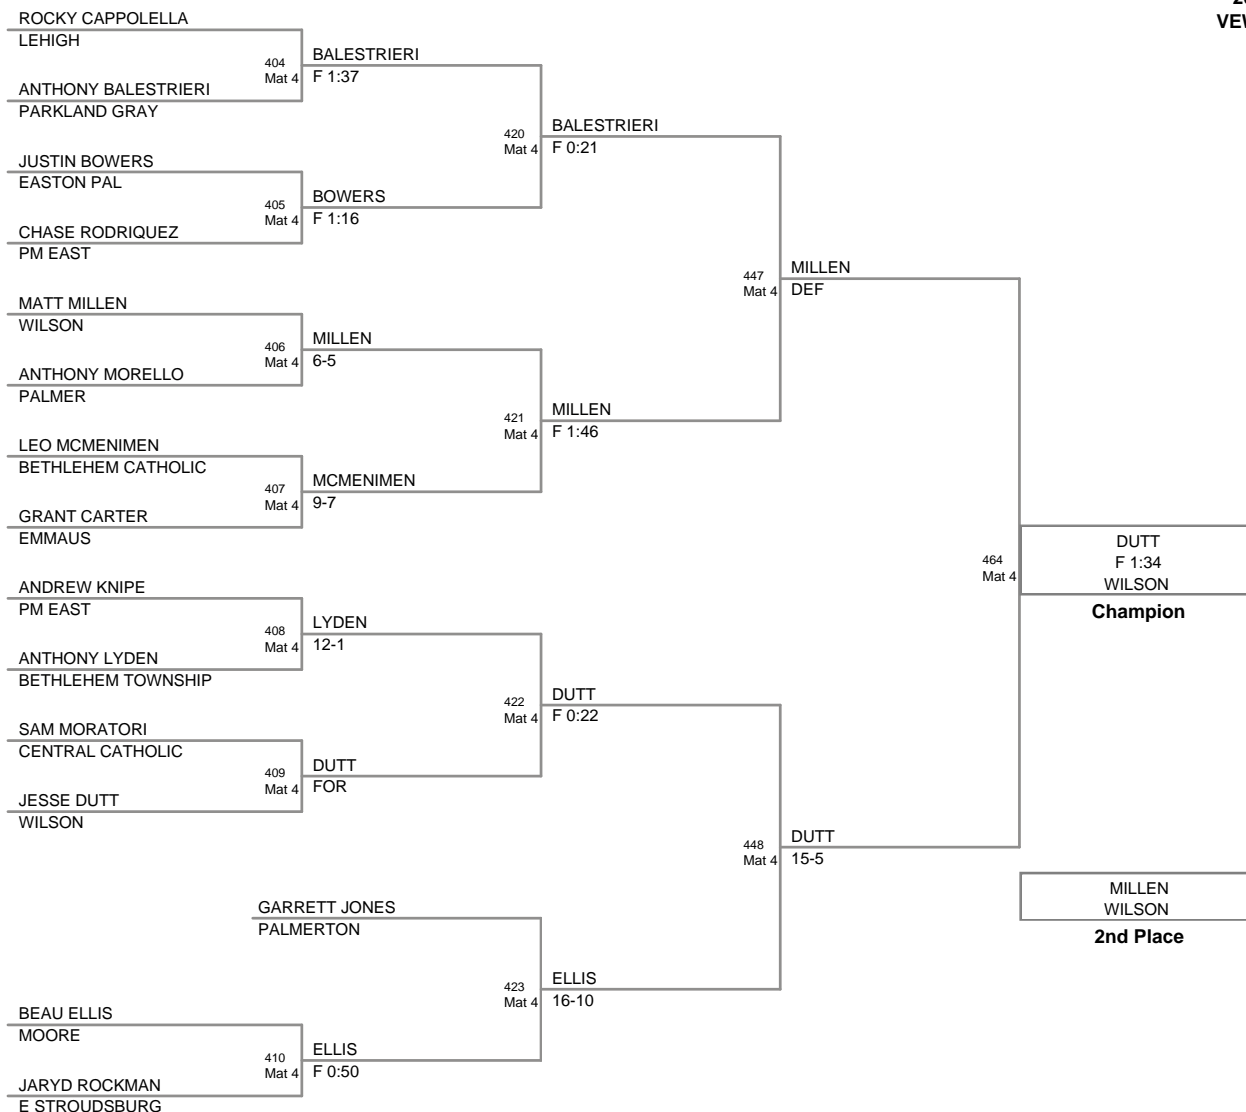 VEW
ROCKY CAPPOLELLA
LEHIGH
404
Mat 4
BALESTRIERI
F 1:37
ANTHONY BALESTRIERI
PARKLAND GRAY
420
Mat 4
BALESTRIERI
F 0:21
JUSTIN BOWERS
EASTON PAL
405
Mat 4
BOWERS
F 1:16
CHASE RODRIQUEZ
PM EAST
447
Mat 4
MILLEN
DEF
MATT MILLEN
WILSON
406
Mat 4
MILLEN
6-5
ANTHONY MORELLO
PALMER
421
Mat 4
MILLEN
F 1:46
LEO MCMENIMEN
BETHLEHEM CATHOLIC
407
Mat 4
MCMENIMEN
9-7
GRANT CARTER
EMMAUS
464
Mat 4
DUTT
F 1:34
WILSON
Champion
ANDREW KNIPE
PM EAST
408
Mat 4
LYDEN
12-1
ANTHONY LYDEN
BETHLEHEM TOWNSHIP
422
Mat 4
DUTT
F 0:22
SAM MORATORI
CENTRAL CATHOLIC
409
Mat 4
DUTT
FOR
JESSE DUTT
WILSON
448
Mat 4
DUTT
15-5
MILLEN
WILSON
2nd Place
GARRETT JONES
PALMERTON
423
Mat 4
ELLIS
16-10
BEAU ELLIS
MOORE
410
Mat 4
ELLIS
F 0:50
JARYD ROCKMAN
E STROUDSBURG